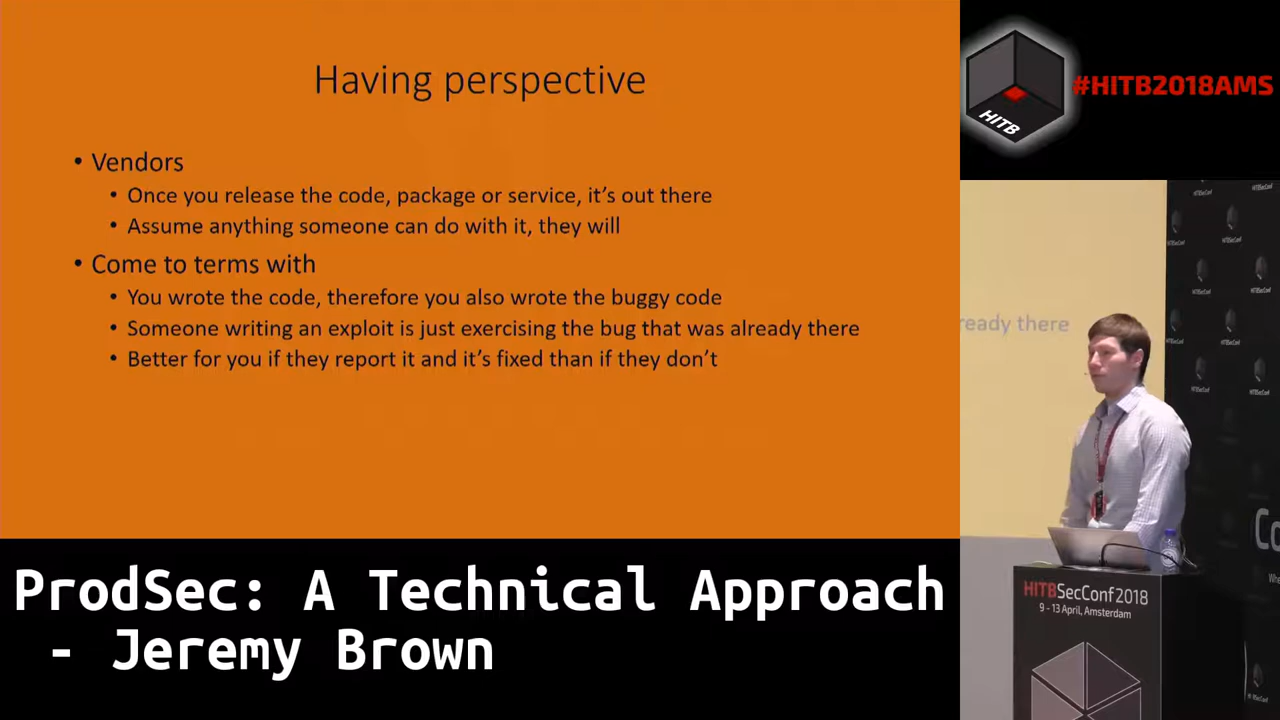 Having perspective
• Vendors
• Once you release the code, package or service, it's out there
• Assume anything someone can do with it, they will
• Come to terms with
• You wrote the code, therefore you also wrote the buggy code
• Someone writing an exploit is just exercising the bug that was already there
• Better for you if they report it and it's fixed than if they don't
ProdSec: A Technical Approach
- Jeremy Brown
HITB
#HITB2018AMS
ready there
HITBSecConf2018
9 - 13 April, Amsterdam
HITBSecConf
Co